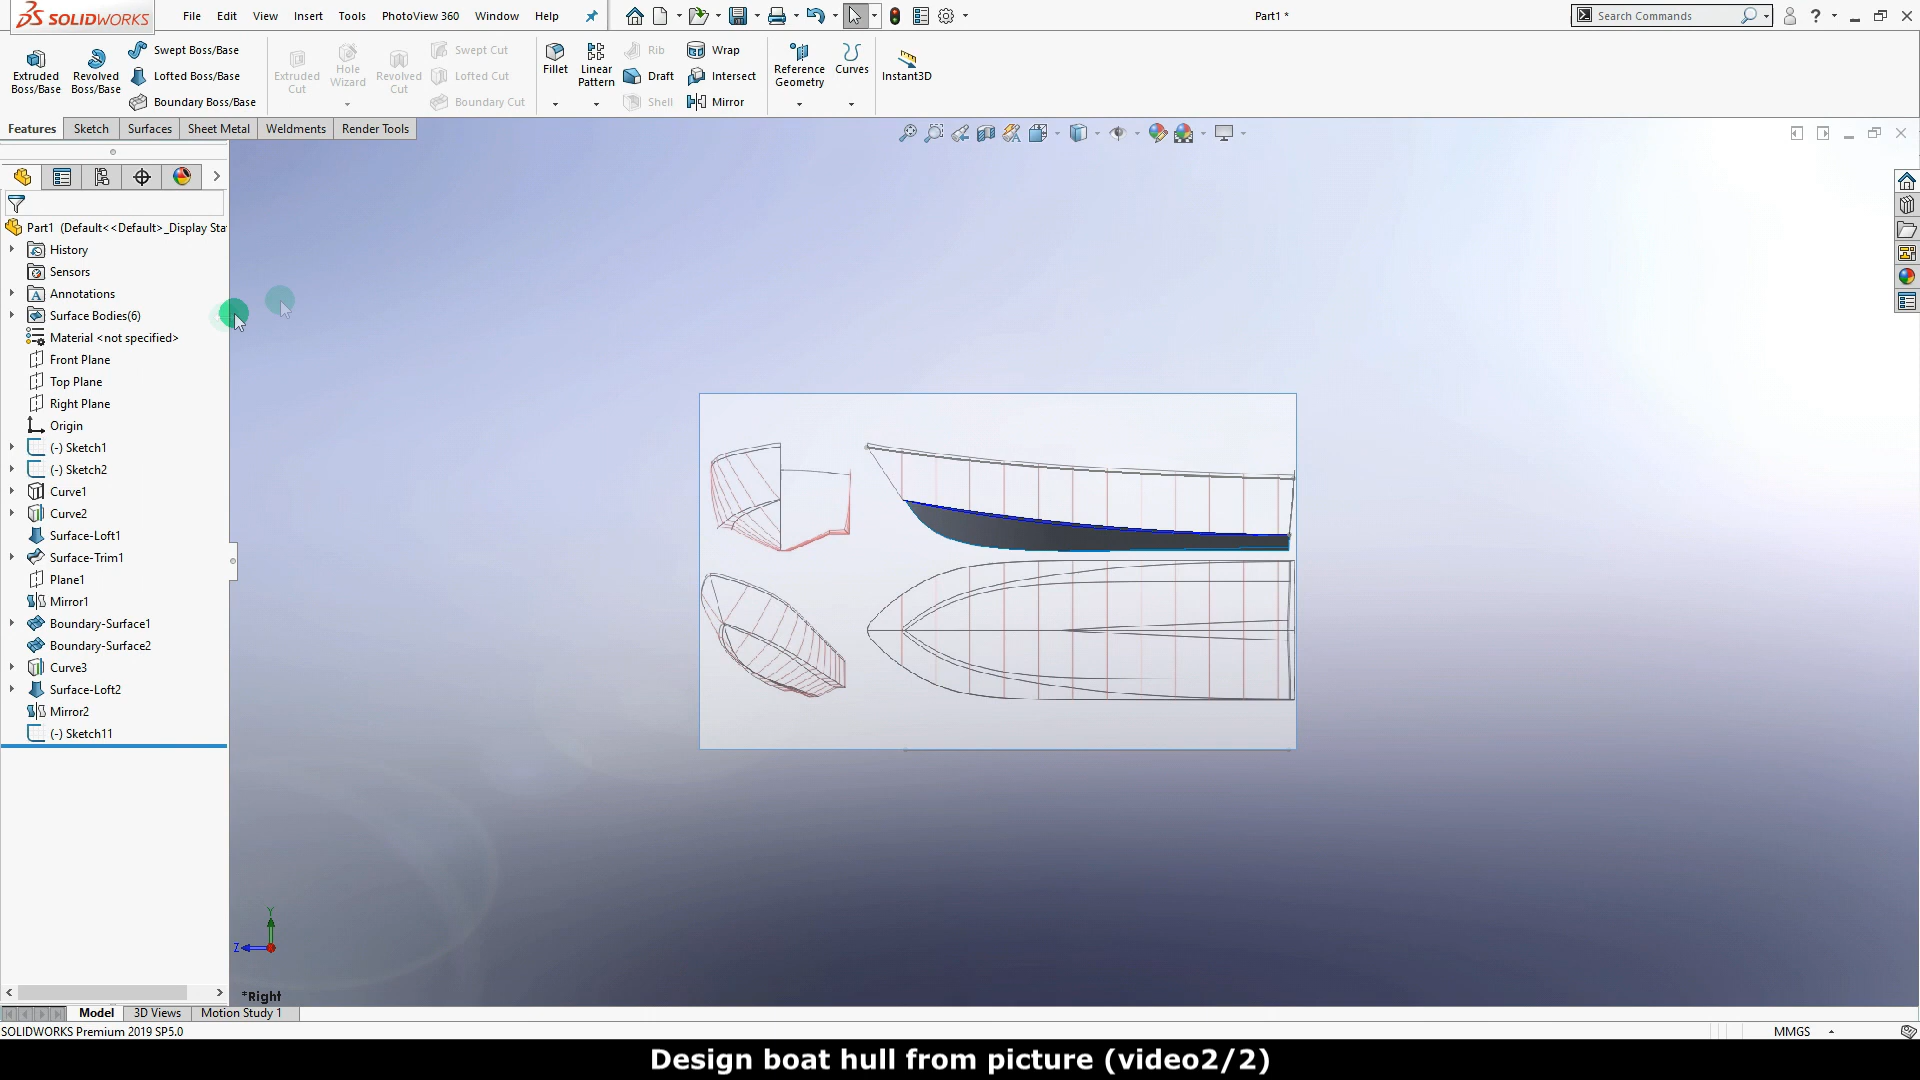 SOLIDWORKS
File Edit View Insert Tools PhotoView 360 Window Help
Part1 *
Search Commands
?
Extruded Boss/Base
Revolved Boss/Base
Swept Boss/Base
Lofted Boss/Base
Boundary Boss/Base
Extruded Cut
Hole Wizard
Revolved Cut
Swept Cut
Lofted Cut
Boundary Cut
Fillet
Linear Pattern
Rib
Draft
Shell
Wrap
Intersect
Mirror
Reference Geometry
Curves
Instant3D
Features Sketch Surfaces Sheet Metal Weldments Render Tools
Part1 (Default<<Default>_Display Sta
History
Sensors
Annotations
Surface Bodies(6)
Material <not specified>
Front Plane
Top Plane
Right Plane
Origin
(-) Sketch1
(-) Sketch2
Curve1
Curve2
Surface-Loft1
Surface-Trim1
Plane1
Mirror1
Boundary-Surface1
Boundary-Surface2
Curve3
Surface-Loft2
Mirror2
(-) Sketch11
Y
Z
*Right
Model 3D Views Motion Study 1
SOLIDWORKS Premium 2019 SP5.0
MMGS
Design boat hull from picture (video2/2)